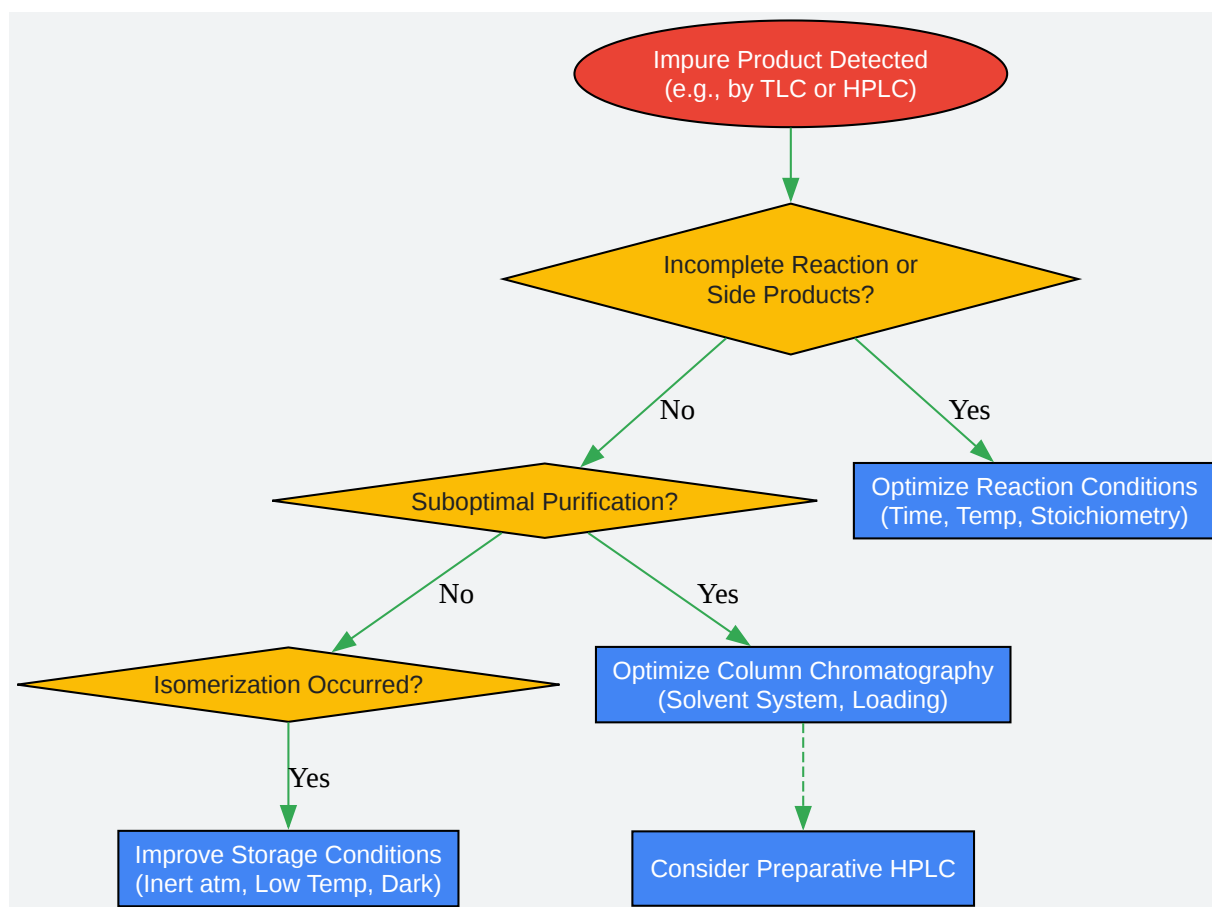 Impure Product Detected
(e.g., by TLC or HPLC)
Incomplete Reaction or
Side Products?
No
Yes
Suboptimal Purification?
Optimize Reaction Conditions
(Time, Temp, Stoichiometry)
No
Yes
Isomerization Occurred?
Optimize Column Chromatography
(Solvent System, Loading)
Yes
Improve Storage Conditions
(Inert atm, Low Temp, Dark)
Consider Preparative HPLC